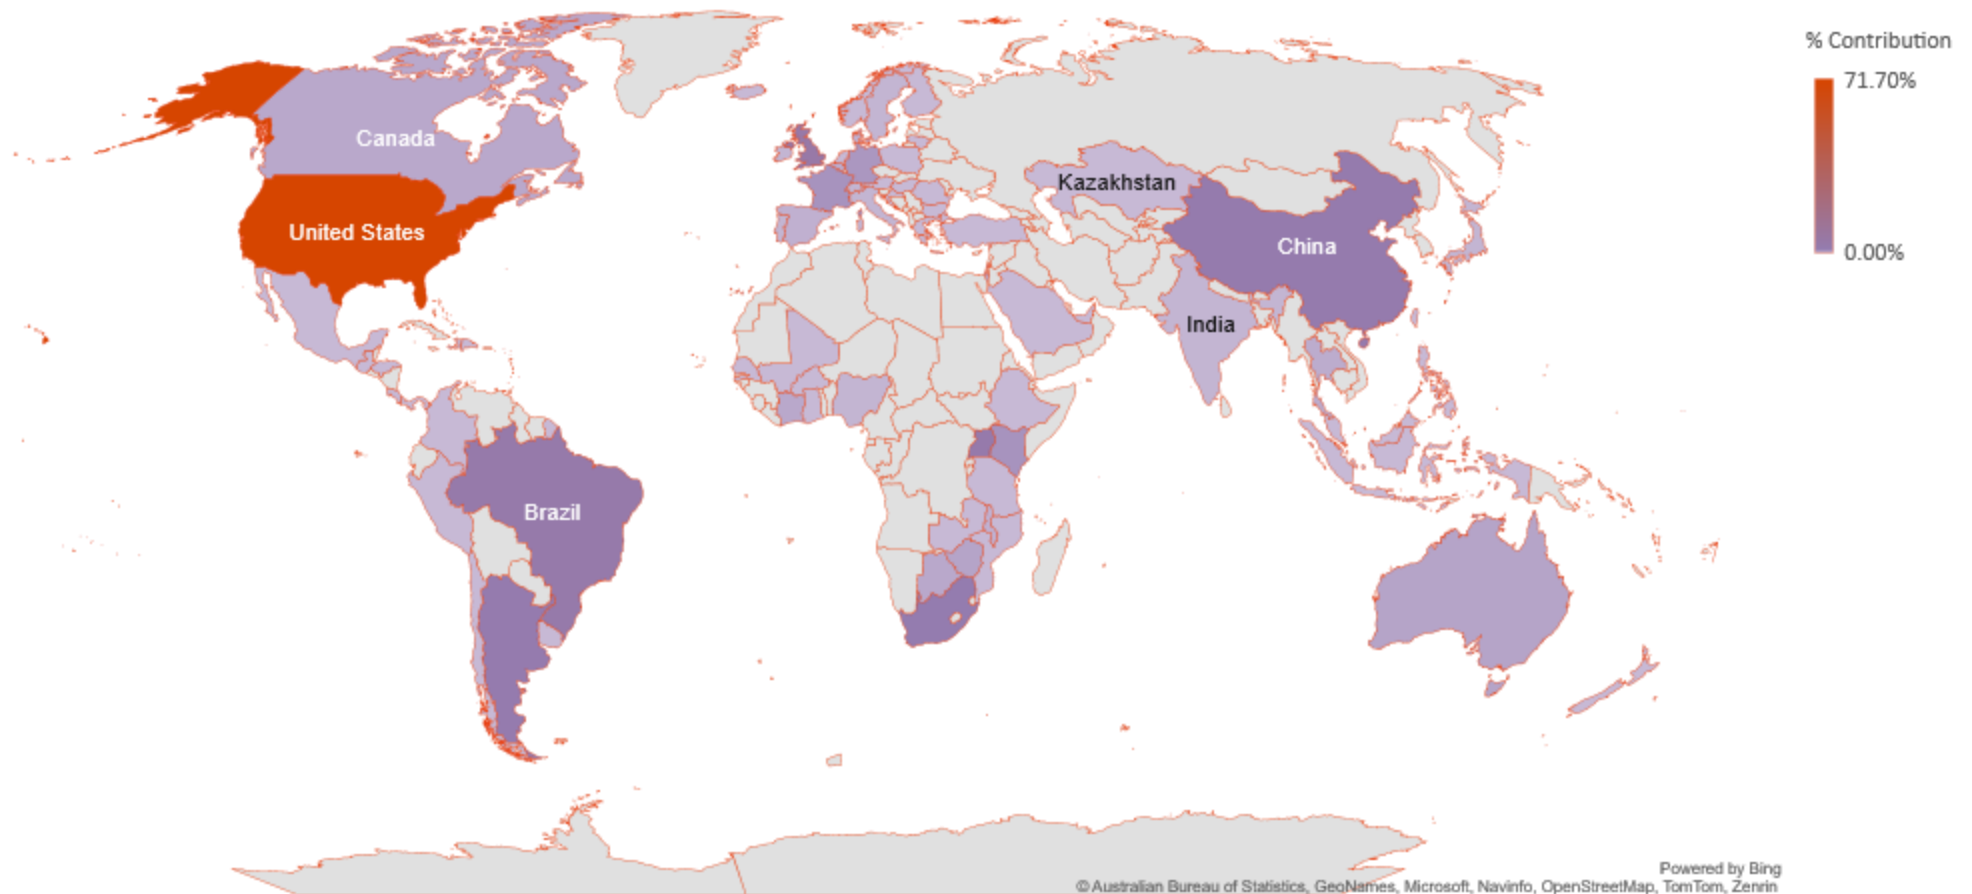 % Contribution
71.70%
0.00%
Canada
United States
Kazakhstan
China
India
Brazil
Powered by Bing
© Australian Bureau of Statistics, GeoNames, Microsoft, Navinfo, OpenStreetMap, TomTom, Zenrin